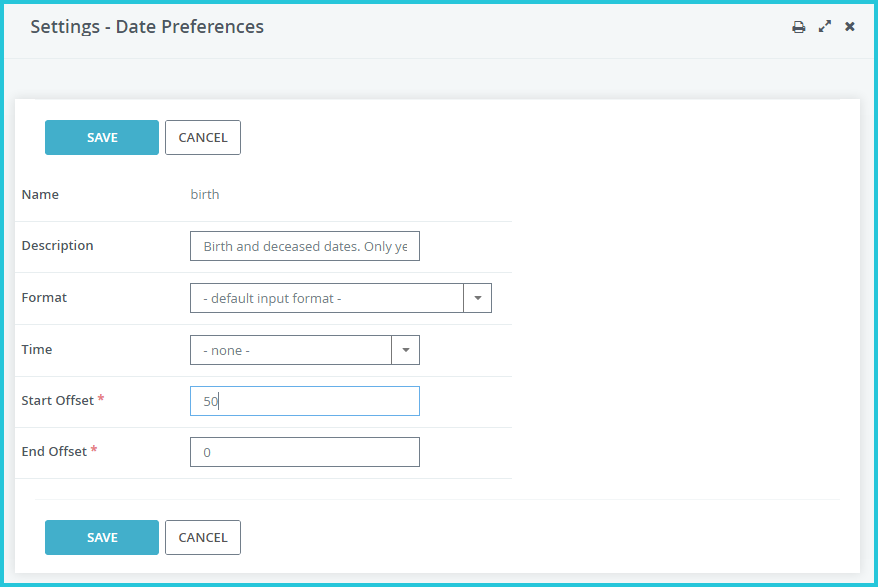 Settings - Date Preferences
SAVE CANCEL
Name birth
Description Birth and deceased dates. Only ye
Format - default input format -
Time - none -
Start Offset * 50
End Offset * 0
SAVE CANCEL